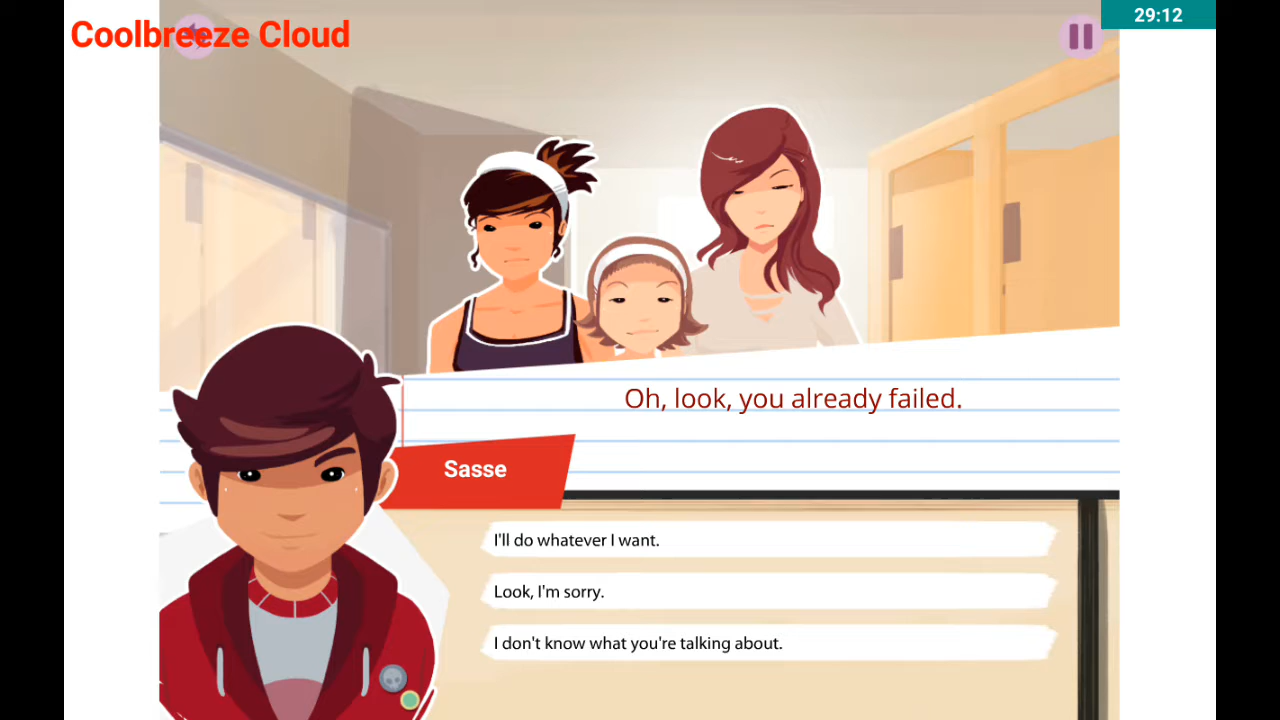 Coolbreeze Cloud
29:12
Oh, look, you already failed.
Sasse
I'll do whatever I want.
Look, I'm sorry.
I don't know what you're talking about.